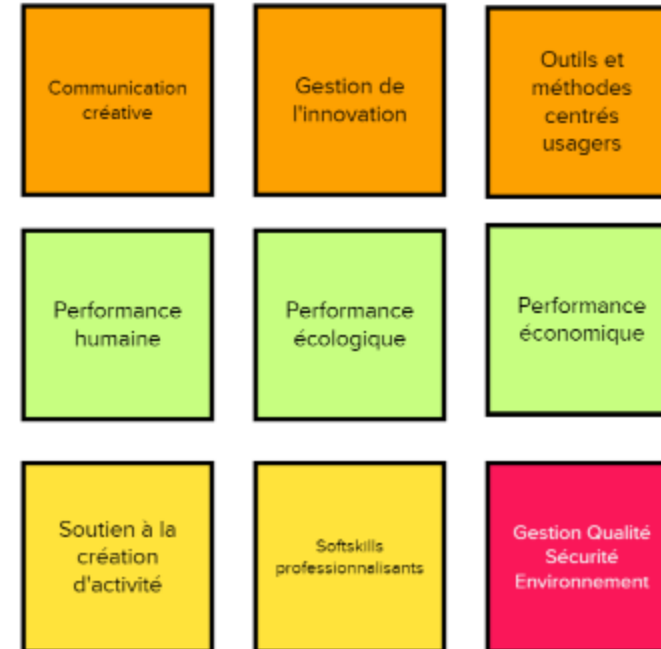 Communication
créative
Gestion de
l'innovation
Outils et
méthodes
centrés
usagers
Performance
humaine
Performance
écologique
Performance
économique
Soutien à la
création
d'activité
Softskills
professionnalisants
Gestion Qualité
Sécurité
Environnement